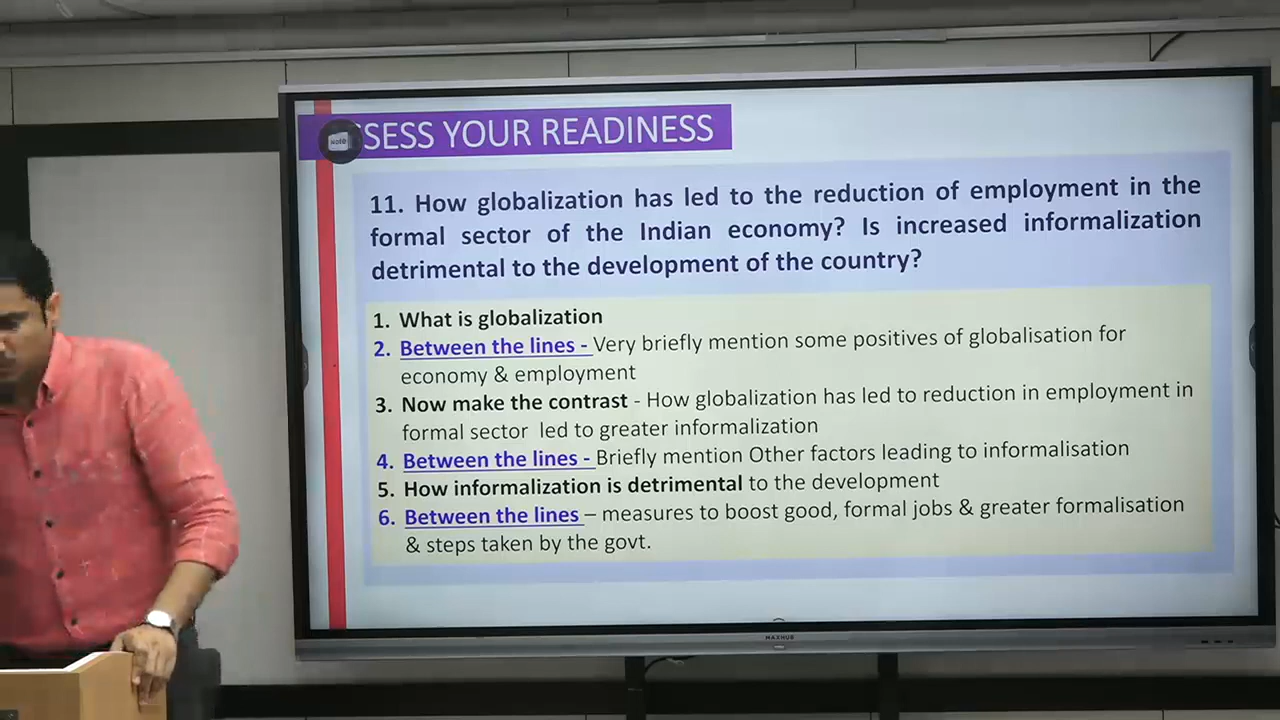 SSESS YOUR READINESS
Note
11. How globalization has led to the reduction of employment in the
formal sector of the Indian economy? Is increased informalization
detrimental to the development of the country?
1. What is globalization
2. Between the lines - Very briefly mention some positives of globalisation for
economy & employment
3. Now make the contrast - How globalization has led to reduction in employment in
formal sector led to greater informalization
4. Between the lines - Briefly mention Other factors leading to informalisation
5. How informalization is detrimental to the development
6. Between the lines – measures to boost good, formal jobs & greater formalisation
& steps taken by the govt.
MAXHUB